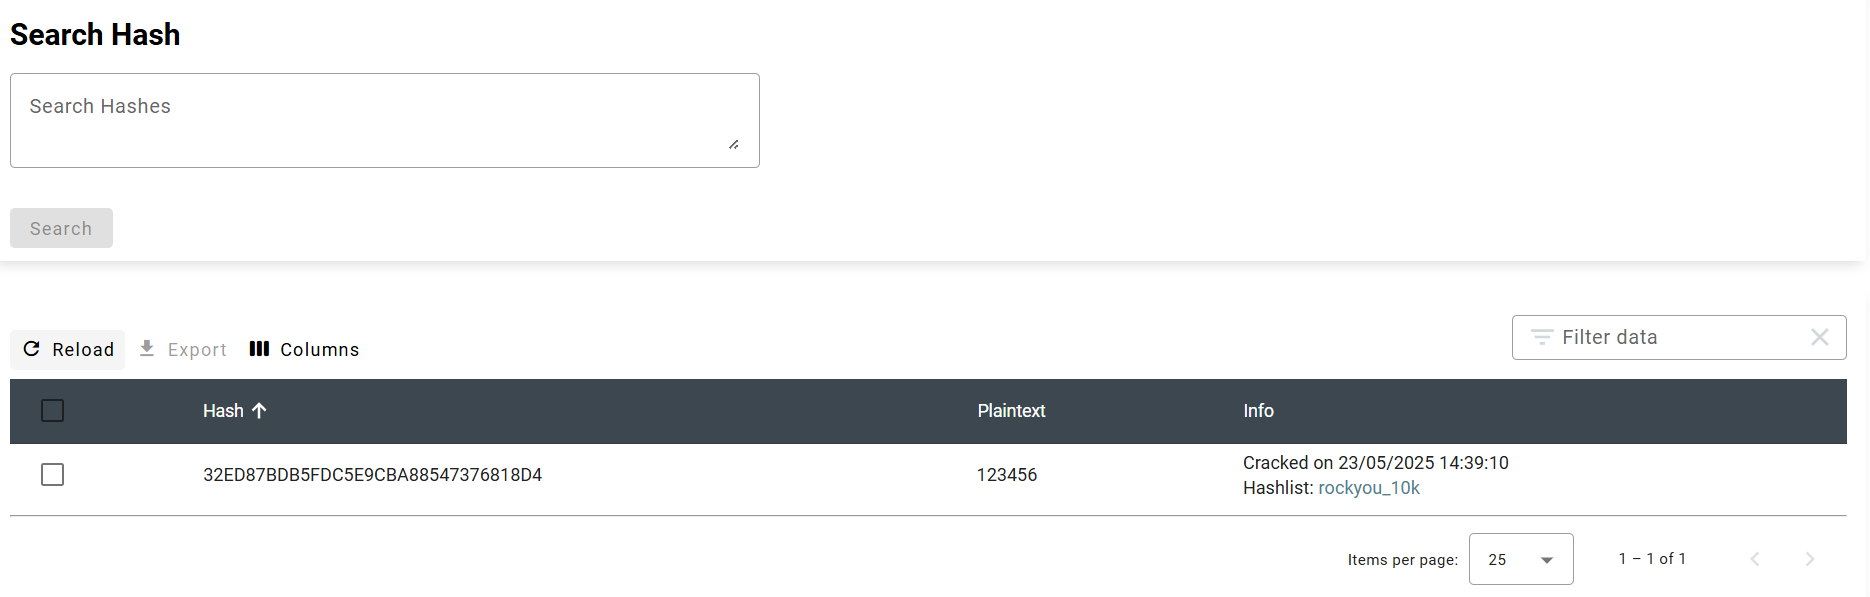 Search Hash
Search Hashes
Search
Reload Export Columns
Filter data
Hash Plaintext Info
32ED87BDB5FDC5E9CBA88547376818D4 123456 Cracked on 23/05/2025 14:39:10
Hashlist: rockyou_10k
Items per page: 25 1 – 1 of 1